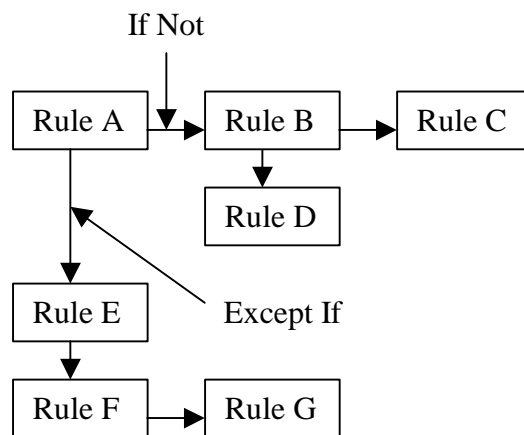 If Not
Rule A
Rule B
Rule C
Rule D
Rule E
Except If
Rule F
Rule G